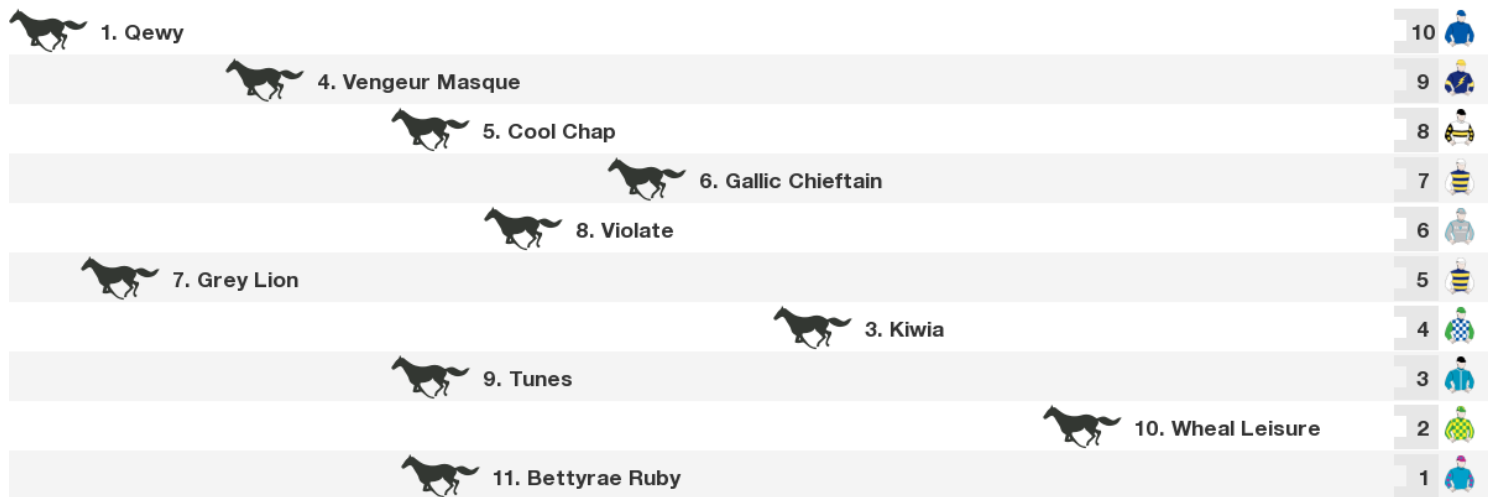 1. Qewy 10
4. Vengeur Masque 9
5. Cool Chap 8
6. Gallic Chieftain 7
8. Violate 6
7. Grey Lion 5
3. Kiwia 4
9. Tunes 3
10. Wheal Leisure 2
11. Bettyrae Ruby 1